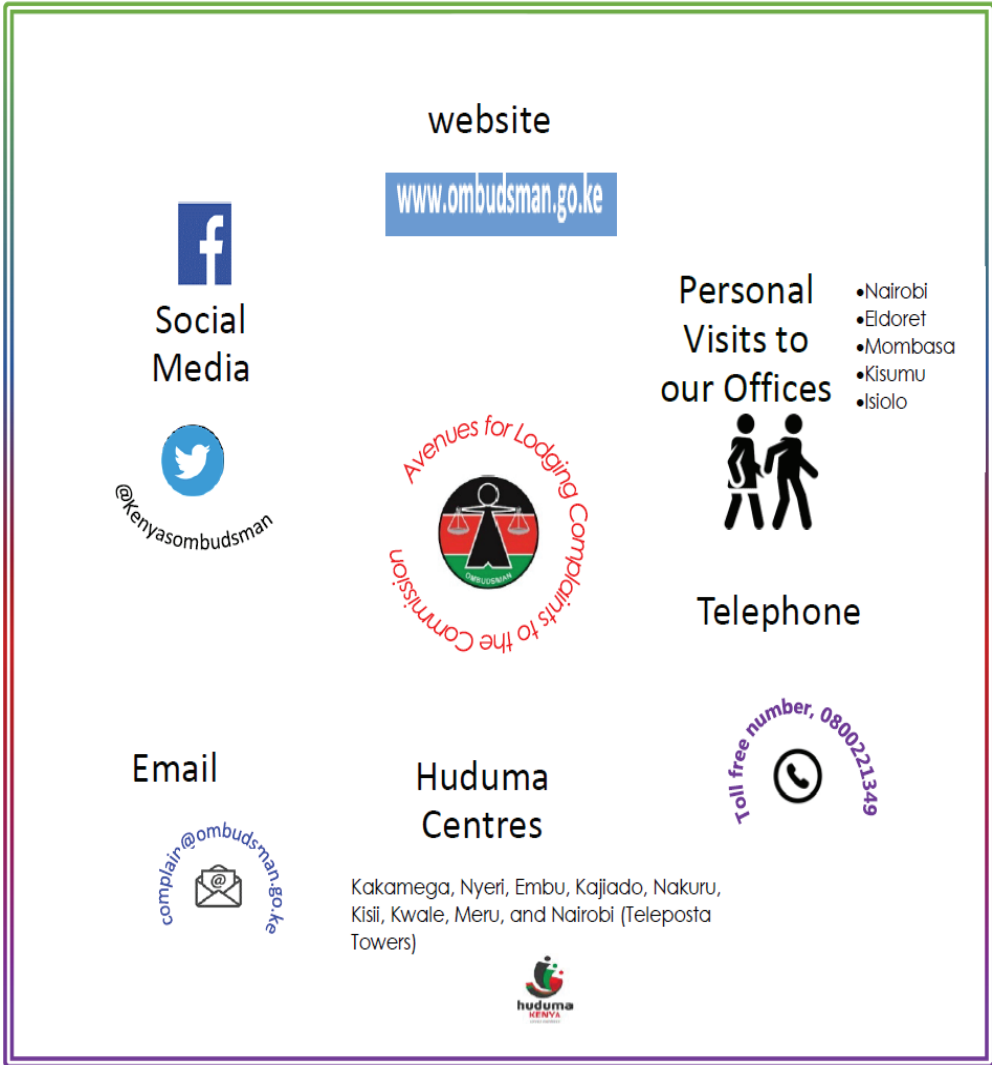 website
www.ombudsman.go.ke
Social
Media
@Kenyasombudsman
Personal
Visits to
our Offices
•Nairobi
•Eldoret
•Mombasa
•Kisumu
•Isiolo
Avenues for Lodging Complaints to the Commission
OMBUDSMAN
Telephone
Toll free number, 0800221349
Email
complain@ombudsman.go.ke
@
Huduma
Centres
Kakamega, Nyeri, Embu, Kajiado, Nakuru,
Kisii, Kwale, Meru, and Nairobi (Teleposta
Towers)
huduma
KENYA